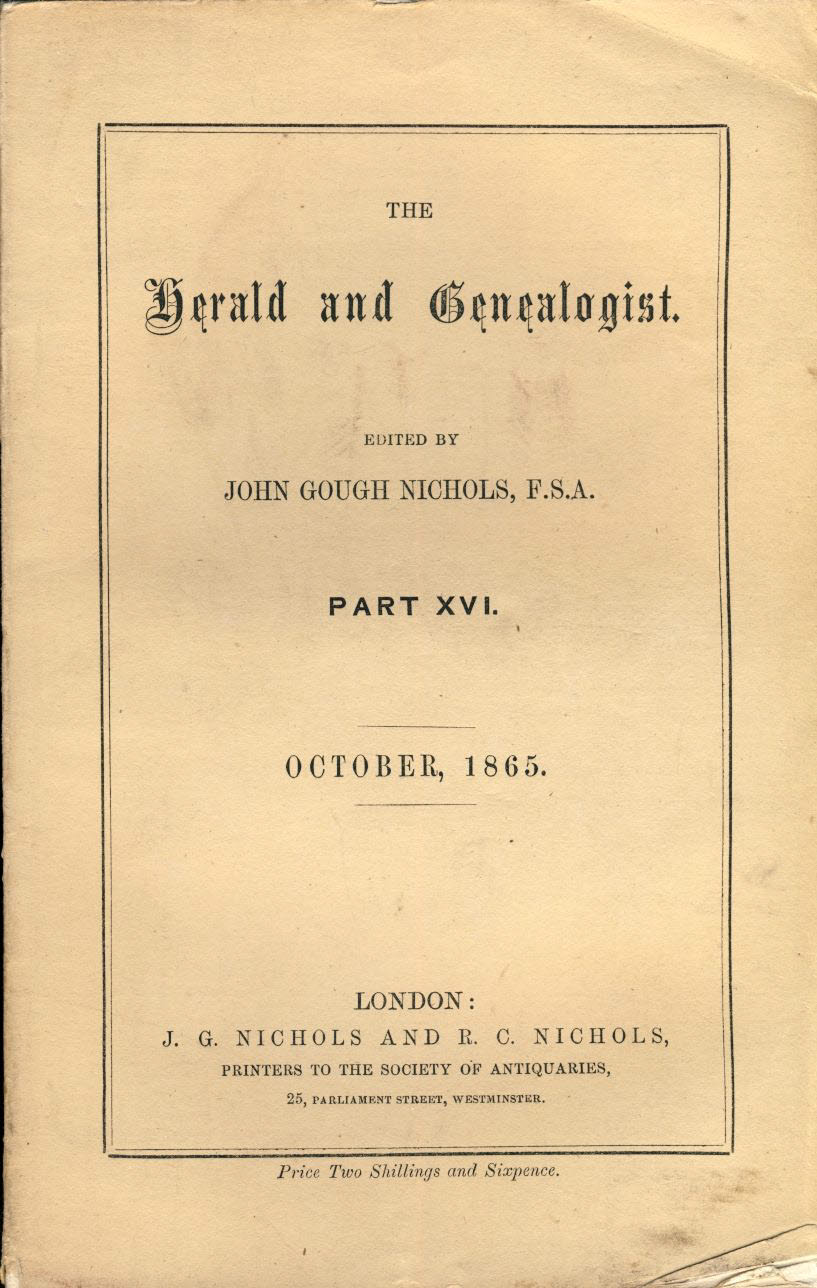 THE
Herald and Genealogist.
EDITED BY
JOHN GOUGH NICHOLS, F.S.A.
PART XVI.
OCTOBER, 1865.
LONDON:
J. G. NICHOLS AND R. C. NICHOLS,
PRINTERS TO THE SOCIETY OF ANTIQUARIES,
25, PARLIAMENT STREET, WESTMINSTER.
Price Two Shillings and Sixpence.